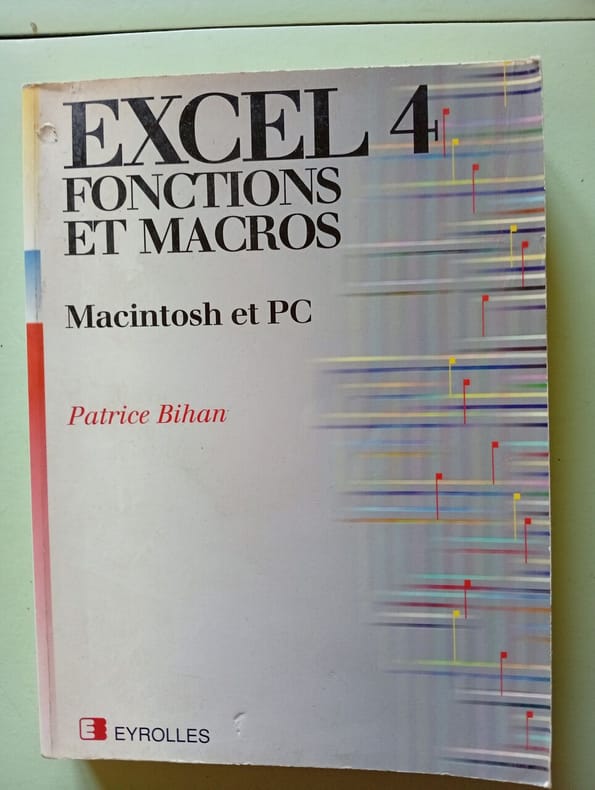 EXCEL 4
FONCTIONS
ET MACROS
Macintosh et PC
Patrice Bihan
EYROLLES